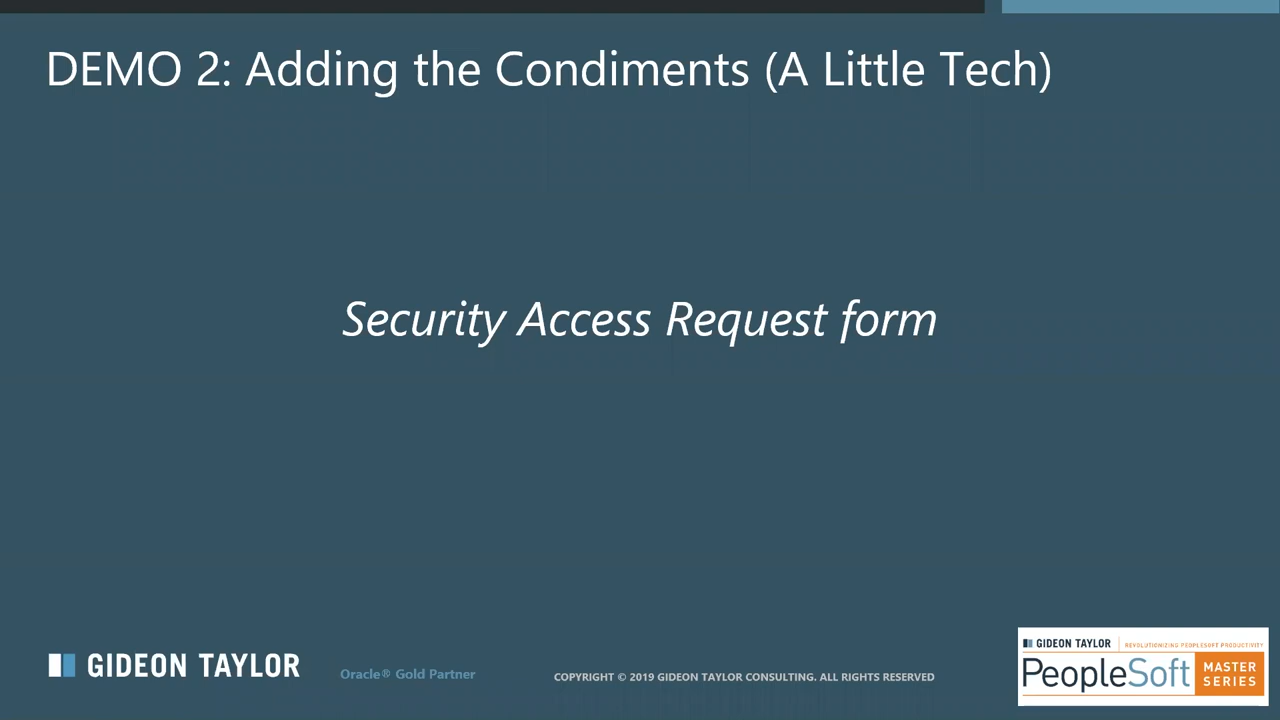 DEMO 2: Adding the Condiments (A Little Tech)
Security Access Request form
GIDEON TAYLOR
Oracle® Gold Partner
COPYRIGHT © 2019 GIDEON TAYLOR CONSULTING. ALL RIGHTS RESERVED
GIDEON TAYLOR REVOLUTIONIZING PEOPLESOFT PRODUCTIVITY
PeopleSoft
MASTER
SERIES